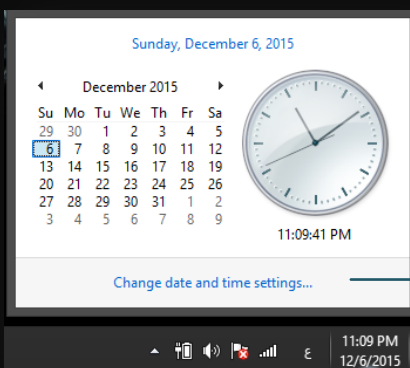 Sunday, December 6, 2015
December 2015
Su Mo Tu We Th Fr Sa
29 30 1 2 3 4 5
6 7 8 9 10 11 12
13 14 15 16 17 18 19
20 21 22 23 24 25 26
27 28 29 30 31 1 2
3 4 5 6 7 8 9
11:09:41 PM
Change date and time settings...
ع
11:09 PM
12/6/2015